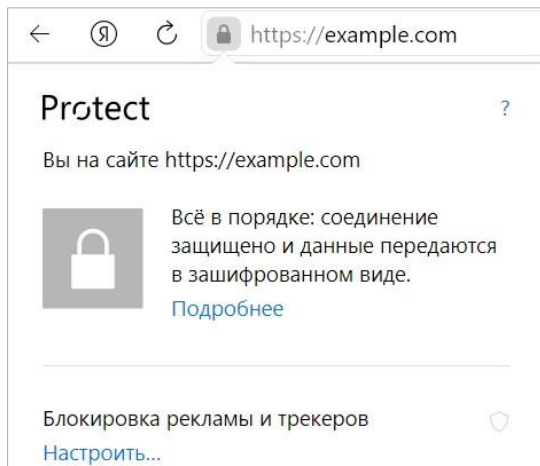 Я https://example.com
Protect ?
Вы на сайте https://example.com
Всё в порядке: соединение
защищено и данные передаются
в зашифрованном виде.
Подробнее
Блокировка рекламы и трекеров
Настроить...